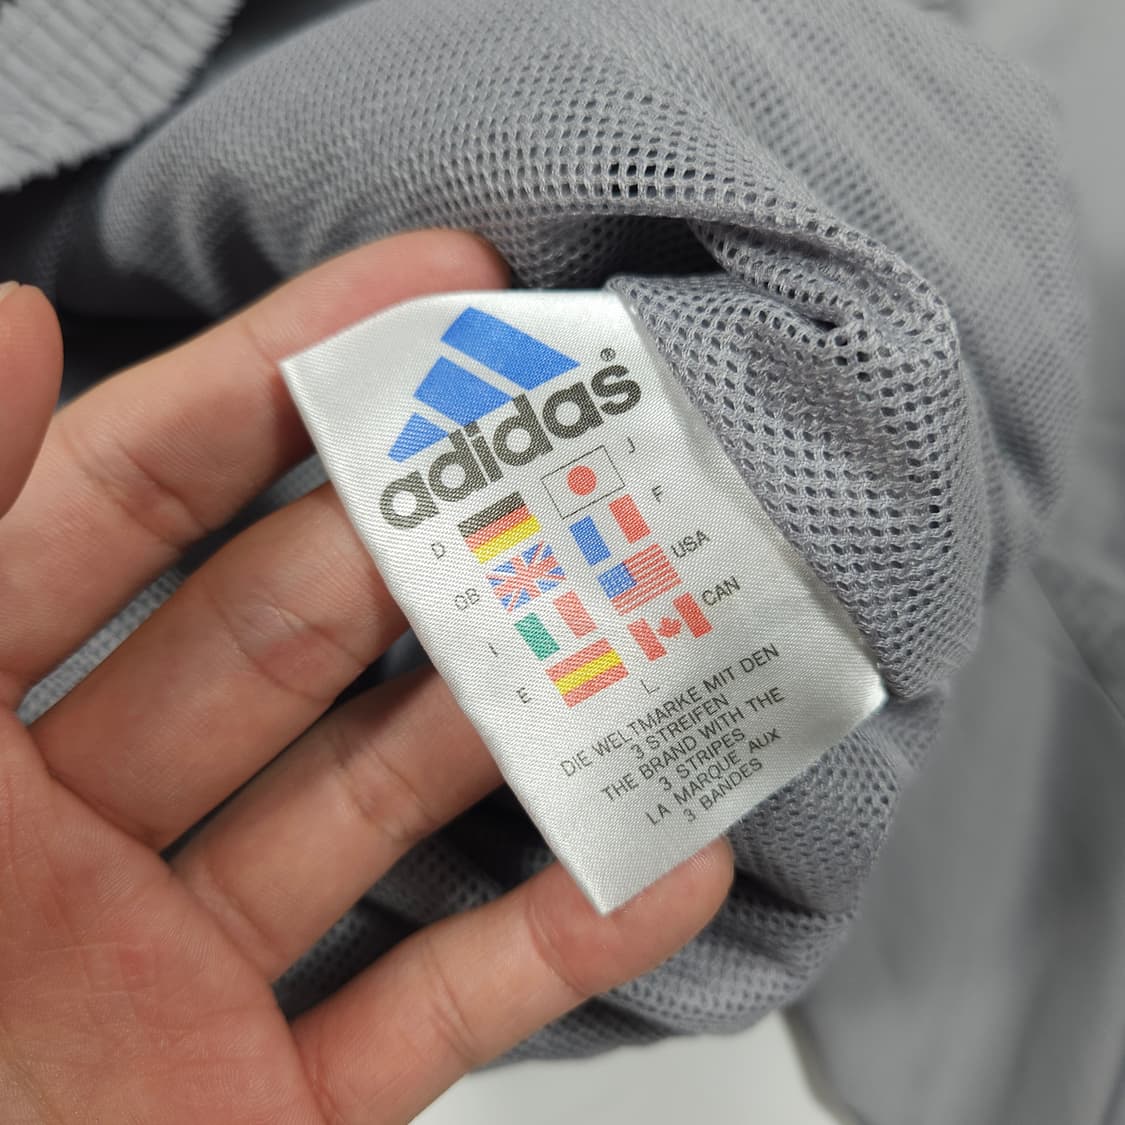 adidas®
J
D
F
GB
USA
I
CAN
E
L
DIE WELTMARKE MIT DEN
3 STREIFEN
THE BRAND WITH THE
3 STRIPES
LA MARQUE AUX
3 BANDES